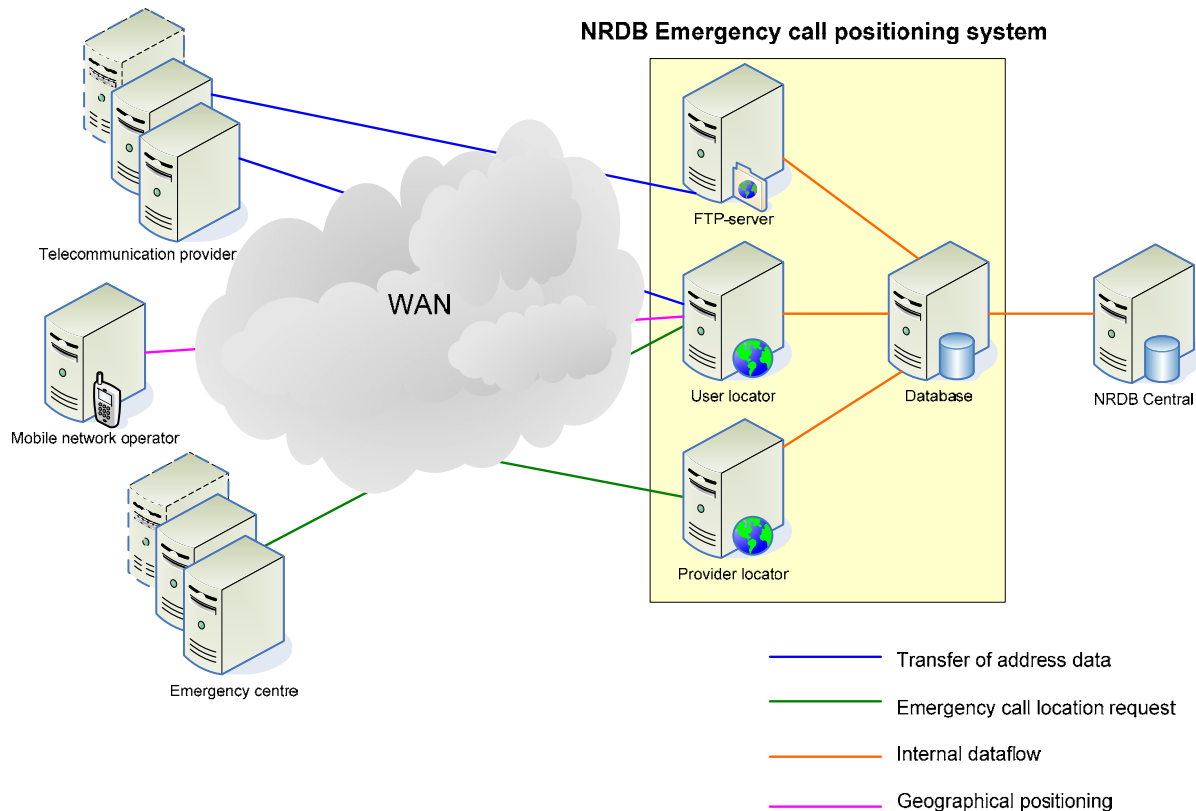 NRDB Emergency call positioning system
Telecommunication provider
FTP-server
WAN
User locator
Database
NRDB Central
Mobile network operator
Provider locator
Emergency centre
Transfer of address data
Emergency call location request
Internal dataflow
Geographical positioning